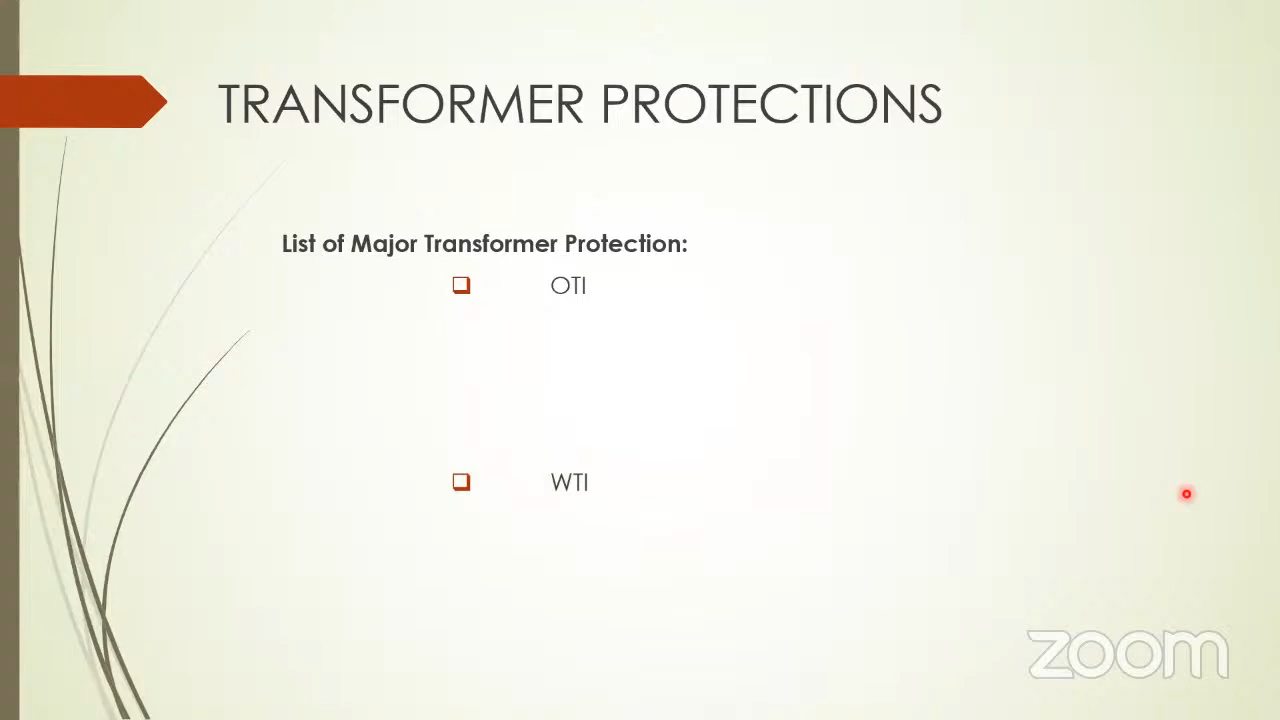 TRANSFORMER PROTECTIONS
List of Major Transformer Protection:
OTI
WTI
zoom